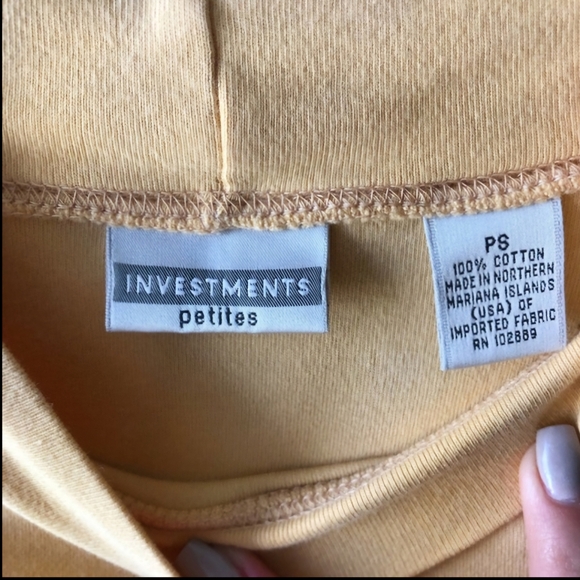 INVESTMENTS
petites
PS
100% COTTON
MADE IN NORTHERN
MARIANA ISLANDS
(USA) OF
IMPORTED FABRIC
RN 102889